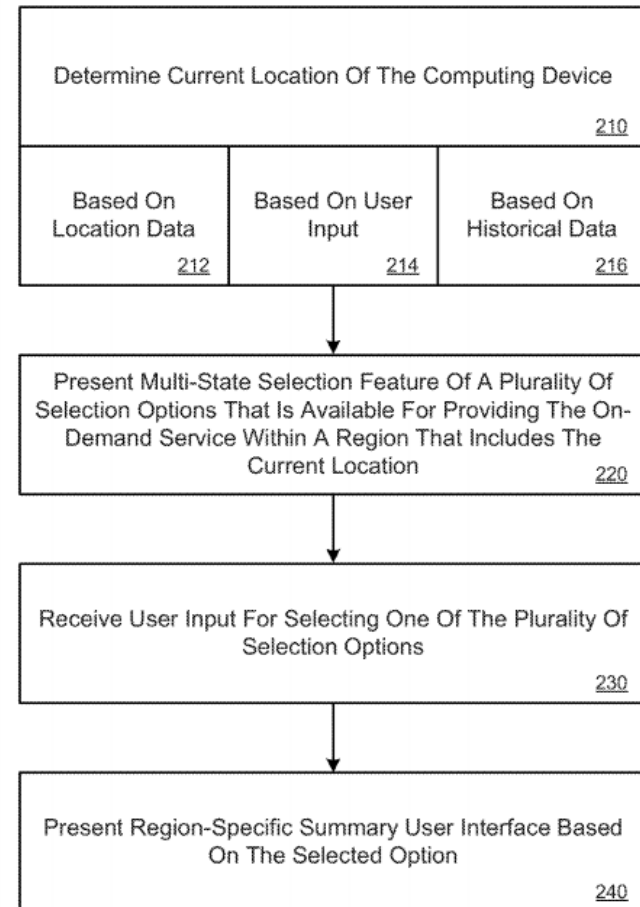 Determine Current Location Of The Computing Device
210
Based On
Location Data
212
Based On User
Input
214
Based On
Historical Data
216
Present Multi-State Selection Feature Of A Plurality Of
Selection Options That Is Available For Providing The On-
Demand Service Within A Region That Includes The
Current Location
220
Receive User Input For Selecting One Of The Plurality Of
Selection Options
230
Present Region-Specific Summary User Interface Based
On The Selected Option
240